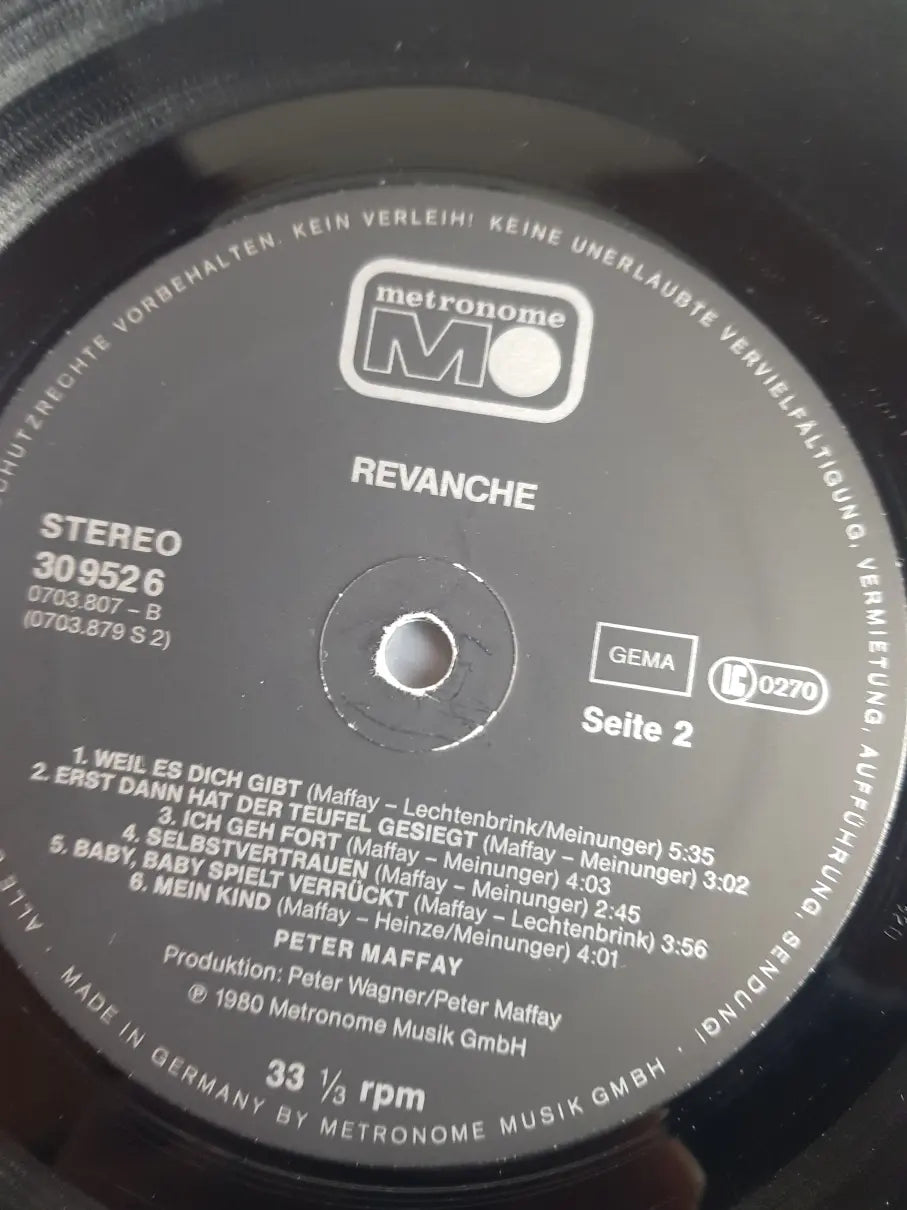 CHUTZRECHTE VORBEHALTEN. KEIN VERLEIH! KEINE UNERLAUBTE VERVIELFÄLTIGUNG, VERMIETUNG, AUFFÜHRUNG, SENDUNG!
metronome
MO
REVANCHE
STEREO
309526
0703.807 – B
(0703.879 S 2)
GEMA
LC 0270
Seite 2
1. WEIL ES DICH GIBT (Maffay – Lechtenbrink/Meinunger) 5:35
2. ERST DANN HAT DER TEUFEL GESIEGT (Maffay – Meinunger) 3:02
3. ICH GEH FORT (Maffay – Meinunger) 4:03
4. SELBSTVERTRAUEN (Maffay – Meinunger) 2:45
5. BABY, BABY SPIELT VERRÜCKT (Maffay – Lechtenbrink) 3:56
6. MEIN KIND (Maffay – Heinze/Meinunger) 4:01
PETER MAFFAY
Produktion: Peter Wagner/Peter Maffay
℗ 1980 Metronome Musik GmbH
33 1/3 rpm
· MADE IN GERMANY BY METRONOME MUSIK GMBH ·
ALLE